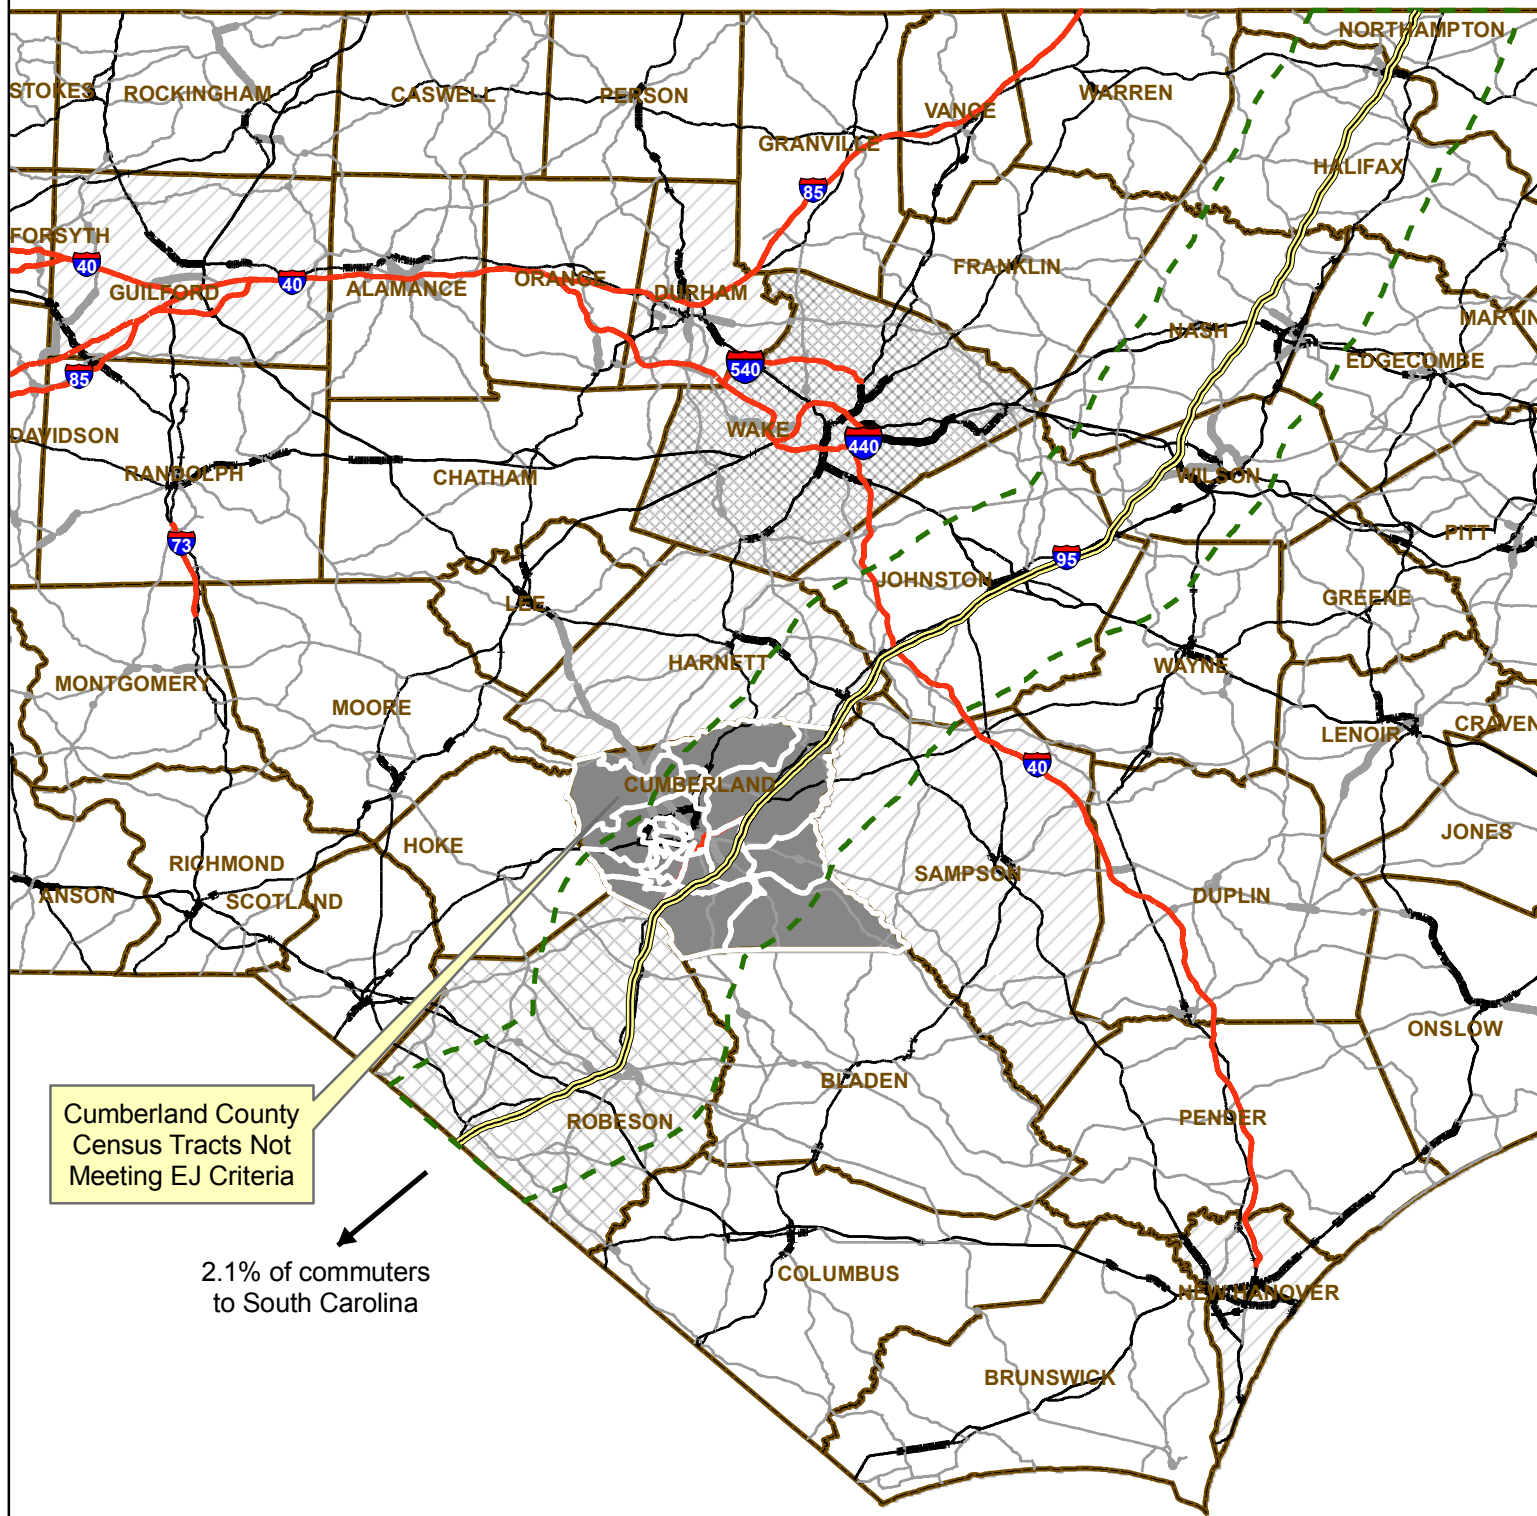 NORTHAMPTON
STOKES
ROCKINGHAM
CASWELL
PERSON
WARREN
VANCE
GRANVILLE
HALIFAX
85
FORSYTH
40
GUILFORD
40
ALAMANCE
ORANGE
DURHAM
FRANKLIN
NASH
MARTIN
EDGECOMBE
85
540
WAKE
440
DAVIDSON
RANDOLPH
CHATHAM
WILSON
PITT
73
95
JOHNSTON
LEE
GREENE
HARNETT
WAYNE
MONTGOMERY
MOORE
LENOIR
CRAVEN
40
CUMBERLAND
JONES
HOKE
RICHMOND
SAMPSON
ANSON
SCOTLAND
DUPLIN
ONSLOW
BLADEN
ROBESON
PENDER
Cumberland County
Census Tracts Not
Meeting EJ Criteria
2.1% of commuters
to South Carolina
COLUMBUS
NEW HANOVER
BRUNSWICK